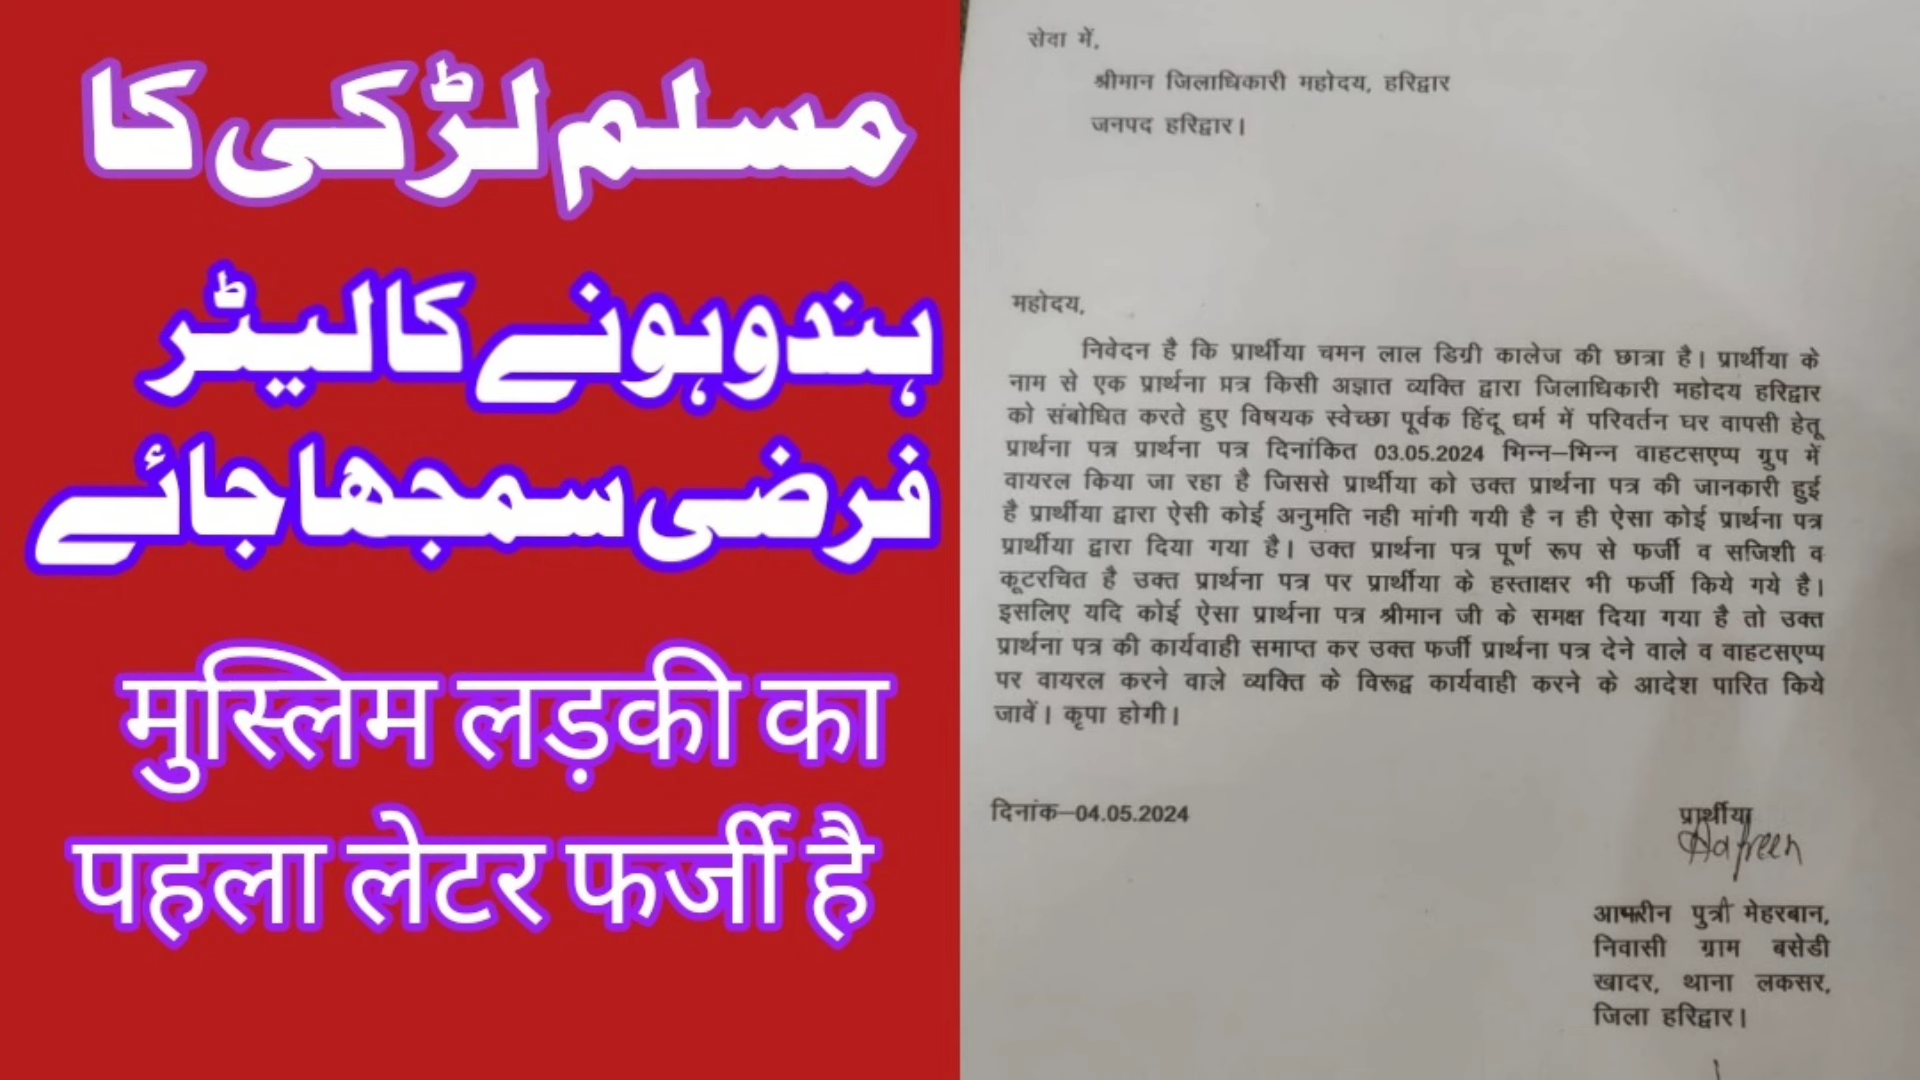 مسلم لڑکی کا
ہندو ہونے کا لیٹر
فرضی سمجھا جائے
मुस्लिम लड़की का
पहला लेटर फर्जी है
सेवा में,
श्रीमान जिलाधिकारी महोदय, हरिद्वार
जनपद हरिद्वार।
महोदय,
निवेदन है कि प्रार्थीया चमन लाल डिग्री कालेज की छात्रा है। प्रार्थीया के
नाम से एक प्रार्थना प्रत्र किसी अज्ञात व्यक्ति द्वारा जिलाधिकारी महोदय हरिद्वार
को संबोधित करते हुए विषयक स्वेच्छा पूर्वक हिंदू धर्म में परिवर्तन घर वापसी हेतू
प्रार्थना पत्र प्रार्थना पत्र दिनांकित 03.05.2024 भिन्न–भिन्न वाहटसएप्प ग्रुप में
वायरल किया जा रहा है जिससे प्रार्थीया को उक्त प्रार्थना पत्र की जानकारी हुई
है प्रार्थीया द्वारा ऐसी कोई अनुमति नही मांगी गयी है न ही ऐसा कोई प्रार्थना पत्र
प्रार्थीया द्वारा दिया गया है। उक्त प्रार्थना पत्र पूर्ण रूप से फर्जी व सजिशी व
कूटरचित है उक्त प्रार्थना पत्र पर प्रार्थीया के हस्ताक्षर भी फर्जी किये गये है।
इसलिए यदि कोई ऐसा प्रार्थना पत्र श्रीमान जी के समक्ष दिया गया है तो उक्त
प्रार्थना पत्र की कार्यवाही समाप्त कर उक्त फर्जी प्रार्थना पत्र देने वाले व वाहटसएप्प
पर वायरल करने वाले व्यक्ति के विरूद्व कार्यवाही करने के आदेश पारित किये
जावें। कृपा होगी।
दिनांक–04.05.2024
प्रार्थीया
Aafreen
आफरीन पुत्री मेहरबान,
निवासी ग्राम बसेडी
खादर, थाना लकसर,
जिला हरिद्वार।